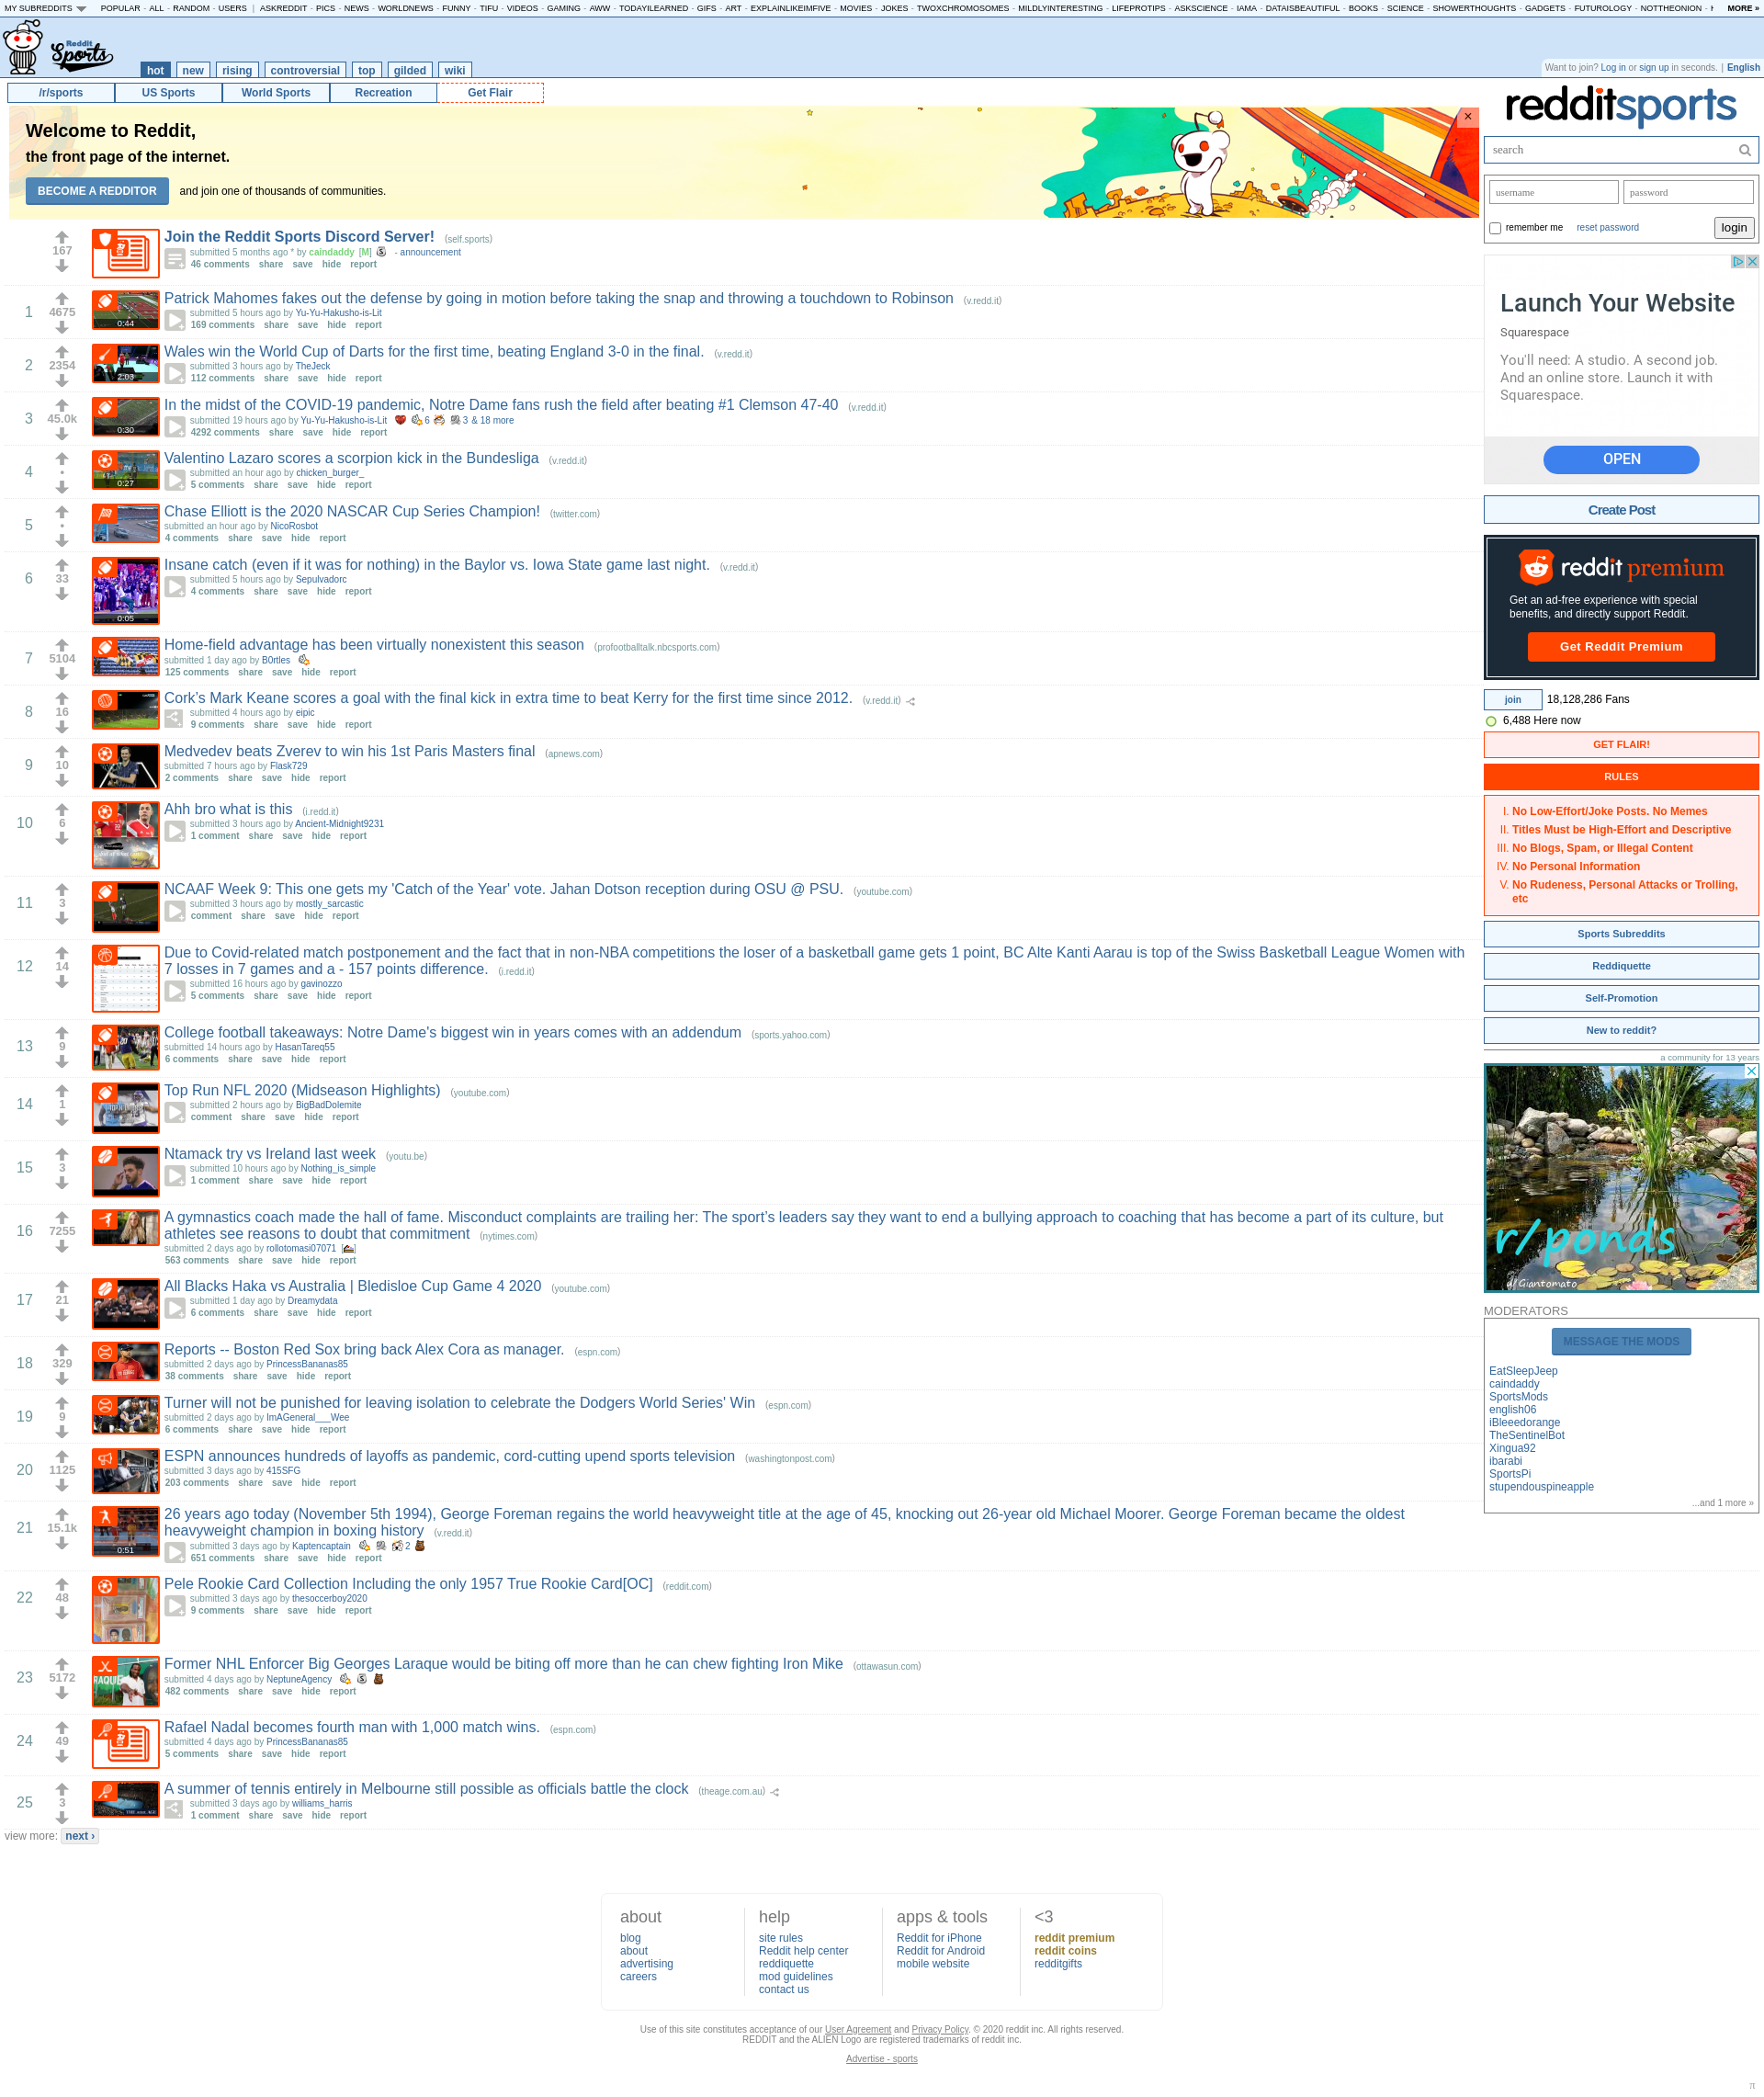 MY SUBREDDITS POPULAR - ALL - RANDOM - USERS | ASKREDDIT - PICS - NEWS - WORLDNEWS - FUNNY - TIFU - VIDEOS - GAMING - AWW - TODAYILEARNED - GIFS - ART - EXPLAINLIKEIMFIVE - MOVIES - JOKES - TWOXCHROMOSOMES - MILDLYINTERESTING - LIFEPROTIPS - ASKSCIENCE - IAMA - DATAISBEAUTIFUL - BOOKS - SCIENCE - SHOWERTHOUGHTS - GADGETS - FUTUROLOGY - NOTTHEONION - MORE »
Reddit Sports
hot new rising controversial top gilded wiki
Want to join? Log in or sign up in seconds. | English
/r/sports US Sports World Sports Recreation Get Flair
Welcome to Reddit,
the front page of the internet.
BECOME A REDDITOR and join one of thousands of communities.
×
167
Join the Reddit Sports Discord Server! (self.sports)
submitted 5 months ago * by caindaddy [M] - announcement
46 comments share save hide report
1
4675
0:44
Patrick Mahomes fakes out the defense by going in motion before taking the snap and throwing a touchdown to Robinson (v.redd.it)
submitted 5 hours ago by Yu-Yu-Hakusho-is-Lit
169 comments share save hide report
2
2354
2:03
Wales win the World Cup of Darts for the first time, beating England 3-0 in the final. (v.redd.it)
submitted 3 hours ago by TheJeck
112 comments share save hide report
3
45.0k
0:30
In the midst of the COVID-19 pandemic, Notre Dame fans rush the field after beating #1 Clemson 47-40 (v.redd.it)
submitted 19 hours ago by Yu-Yu-Hakusho-is-Lit 6 3 & 18 more
4292 comments share save hide report
4
•
0:27
Valentino Lazaro scores a scorpion kick in the Bundesliga (v.redd.it)
submitted an hour ago by chicken_burger_
5 comments share save hide report
5
•
Chase Elliott is the 2020 NASCAR Cup Series Champion! (twitter.com)
submitted an hour ago by NicoRosbot
4 comments share save hide report
6
33
0:05
Insane catch (even if it was for nothing) in the Baylor vs. Iowa State game last night. (v.redd.it)
submitted 5 hours ago by Sepulvadorc
4 comments share save hide report
7
5104
Home-field advantage has been virtually nonexistent this season (profootballtalk.nbcsports.com)
submitted 1 day ago by B0rtles
125 comments share save hide report
8
16
Cork’s Mark Keane scores a goal with the final kick in extra time to beat Kerry for the first time since 2012. (v.redd.it)
submitted 4 hours ago by eipic
9 comments share save hide report
9
10
Medvedev beats Zverev to win his 1st Paris Masters final (apnews.com)
submitted 7 hours ago by Flask729
2 comments share save hide report
10
6
Ahh bro what is this (i.redd.it)
submitted 3 hours ago by Ancient-Midnight9231
1 comment share save hide report
11
3
NCAAF Week 9: This one gets my 'Catch of the Year' vote. Jahan Dotson reception during OSU @ PSU. (youtube.com)
submitted 3 hours ago by mostly_sarcastic
comment share save hide report
12
14
Due to Covid-related match postponement and the fact that in non-NBA competitions the loser of a basketball game gets 1 point, BC Alte Kanti Aarau is top of the Swiss Basketball League Women with
7 losses in 7 games and a - 157 points difference. (i.redd.it)
submitted 16 hours ago by gavinozzo
5 comments share save hide report
13
9
College football takeaways: Notre Dame's biggest win in years comes with an addendum (sports.yahoo.com)
submitted 14 hours ago by HasanTareq55
6 comments share save hide report
14
1
Top Run NFL 2020 (Midseason Highlights) (youtube.com)
submitted 2 hours ago by BigBadDolemite
comment share save hide report
15
3
Ntamack try vs Ireland last week (youtu.be)
submitted 10 hours ago by Nothing_is_simple
1 comment share save hide report
16
7255
A gymnastics coach made the hall of fame. Misconduct complaints are trailing her: The sport’s leaders say they want to end a bullying approach to coaching that has become a part of its culture, but
athletes see reasons to doubt that commitment (nytimes.com)
submitted 2 days ago by rollotomasi07071
563 comments share save hide report
17
21
All Blacks Haka vs Australia | Bledisloe Cup Game 4 2020 (youtube.com)
submitted 1 day ago by Dreamydata
6 comments share save hide report
18
329
Reports -- Boston Red Sox bring back Alex Cora as manager. (espn.com)
submitted 2 days ago by PrincessBananas85
38 comments share save hide report
19
9
Turner will not be punished for leaving isolation to celebrate the Dodgers World Series' Win (espn.com)
submitted 2 days ago by ImAGeneral___Wee
6 comments share save hide report
20
1125
ESPN announces hundreds of layoffs as pandemic, cord-cutting upend sports television (washingtonpost.com)
submitted 3 days ago by 415SFG
203 comments share save hide report
21
15.1k
0:51
26 years ago today (November 5th 1994), George Foreman regains the world heavyweight title at the age of 45, knocking out 26-year old Michael Moorer. George Foreman became the oldest
heavyweight champion in boxing history (v.redd.it)
submitted 3 days ago by Kaptencaptain 2
651 comments share save hide report
22
48
Pele Rookie Card Collection Including the only 1957 True Rookie Card[OC] (reddit.com)
submitted 3 days ago by thesoccerboy2020
9 comments share save hide report
23
5172
RAQUE
Former NHL Enforcer Big Georges Laraque would be biting off more than he can chew fighting Iron Mike (ottawasun.com)
submitted 4 days ago by NeptuneAgency
482 comments share save hide report
24
49
Rafael Nadal becomes fourth man with 1,000 match wins. (espn.com)
submitted 4 days ago by PrincessBananas85
5 comments share save hide report
25
3
THE AGE
A summer of tennis entirely in Melbourne still possible as officials battle the clock (theage.com.au)
submitted 3 days ago by williams_harris
1 comment share save hide report
view more: next ›
redditsports
search
username password
remember me reset password login
Launch Your Website
Squarespace
You'll need: A studio. A second job.
And an online store. Launch it with
Squarespace.
OPEN
Create Post
reddit premium
Get an ad-free experience with special
benefits, and directly support Reddit.
Get Reddit Premium
join 18,128,286 Fans
6,488 Here now
GET FLAIR!
RULES
I. No Low-Effort/Joke Posts. No Memes
II. Titles Must be High-Effort and Descriptive
III. No Blogs, Spam, or Illegal Content
IV. No Personal Information
V. No Rudeness, Personal Attacks or Trolling,
etc
Sports Subreddits
Reddiquette
Self-Promotion
New to reddit?
a community for 13 years
r/ponds
u/Giantomato
MODERATORS
MESSAGE THE MODS
EatSleepJeep
caindaddy
SportsMods
english06
iBleeedorange
TheSentinelBot
Xingua92
ibarabi
SportsPi
stupendouspineapple
...and 1 more »
about
blog
about
advertising
careers
help
site rules
Reddit help center
reddiquette
mod guidelines
contact us
apps & tools
Reddit for iPhone
Reddit for Android
mobile website
<3
reddit premium
reddit coins
redditgifts
Use of this site constitutes acceptance of our User Agreement and Privacy Policy. © 2020 reddit inc. All rights reserved.
REDDIT and the ALIEN Logo are registered trademarks of reddit inc.
Advertise - sports
π